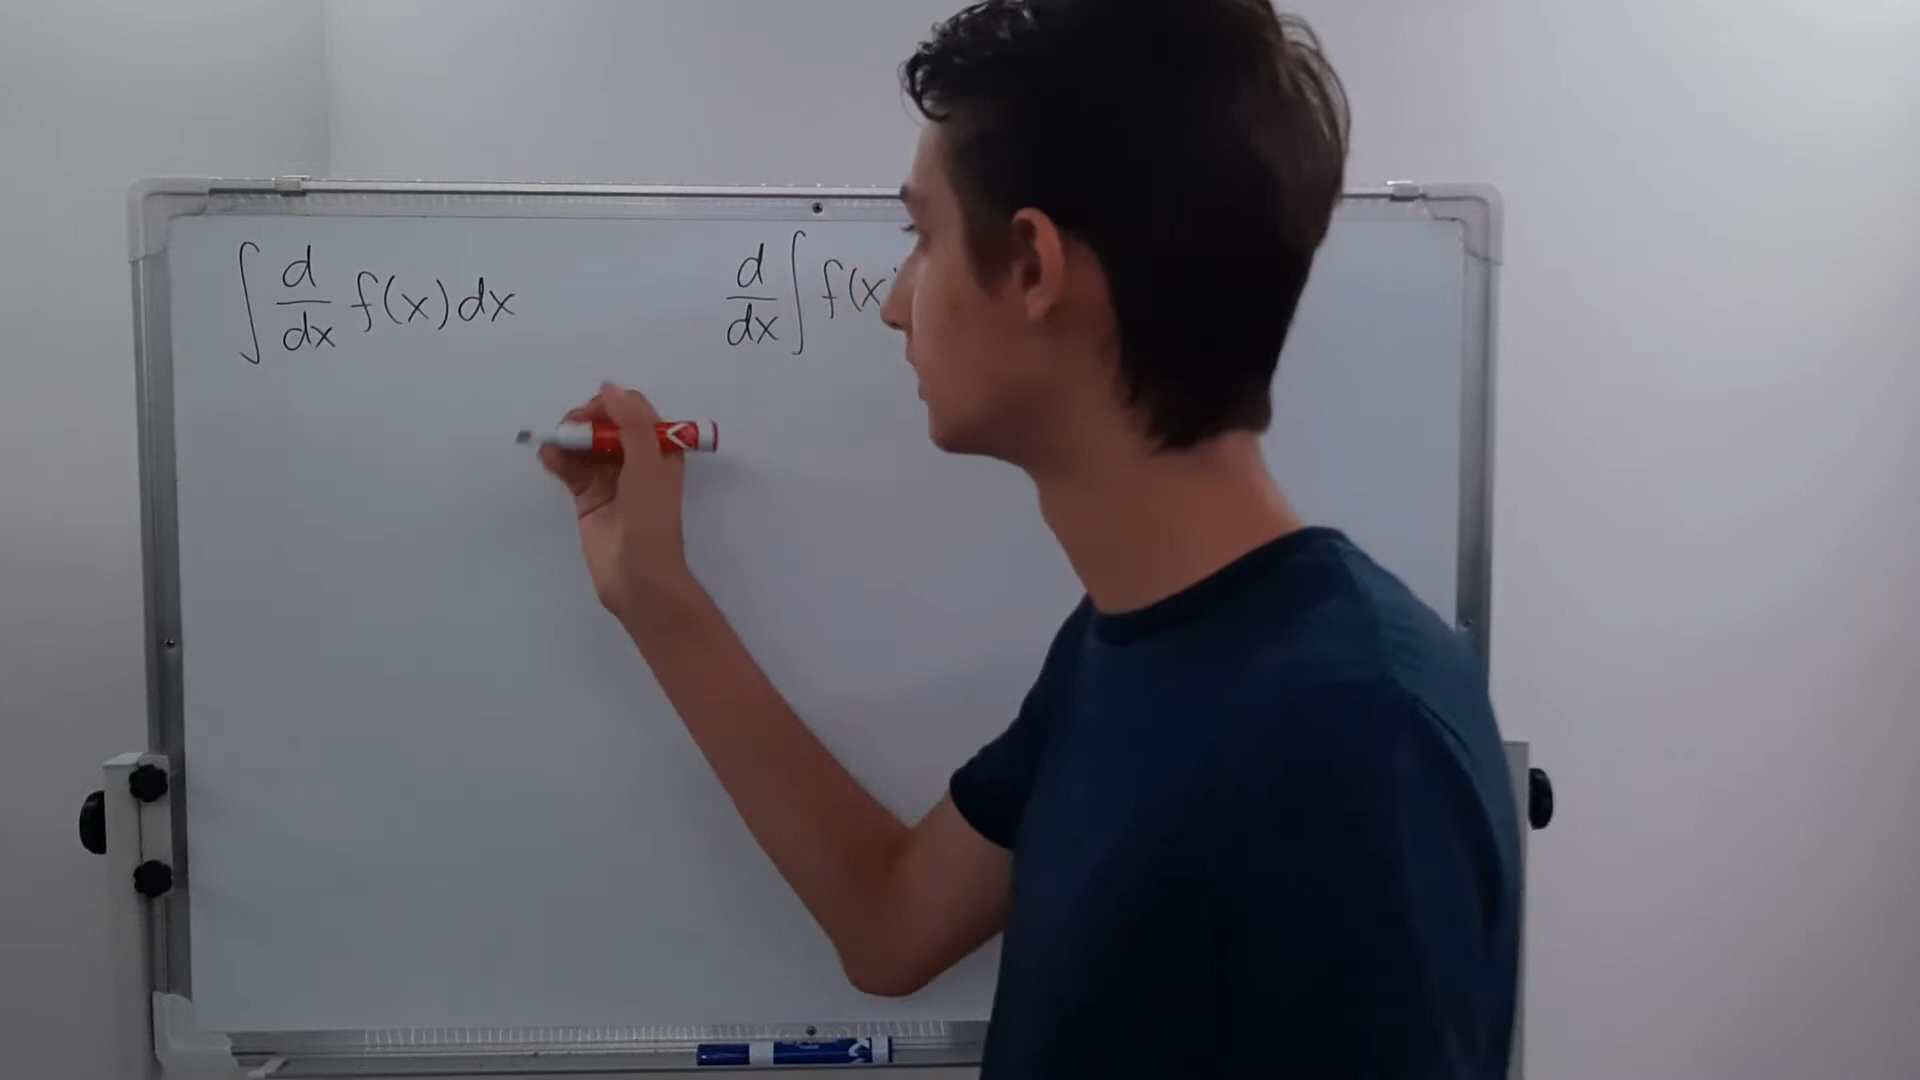 ∫ d/dx f(x) dx
d/dx ∫ f(x